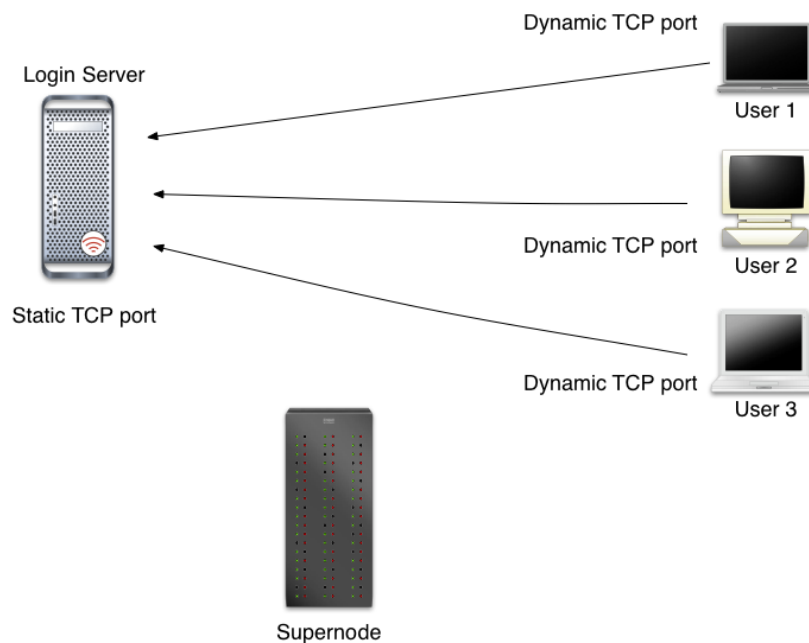 Dynamic TCP port
Login Server
User 1
Dynamic TCP port
User 2
Static TCP port
Dynamic TCP port
User 3
Supernode